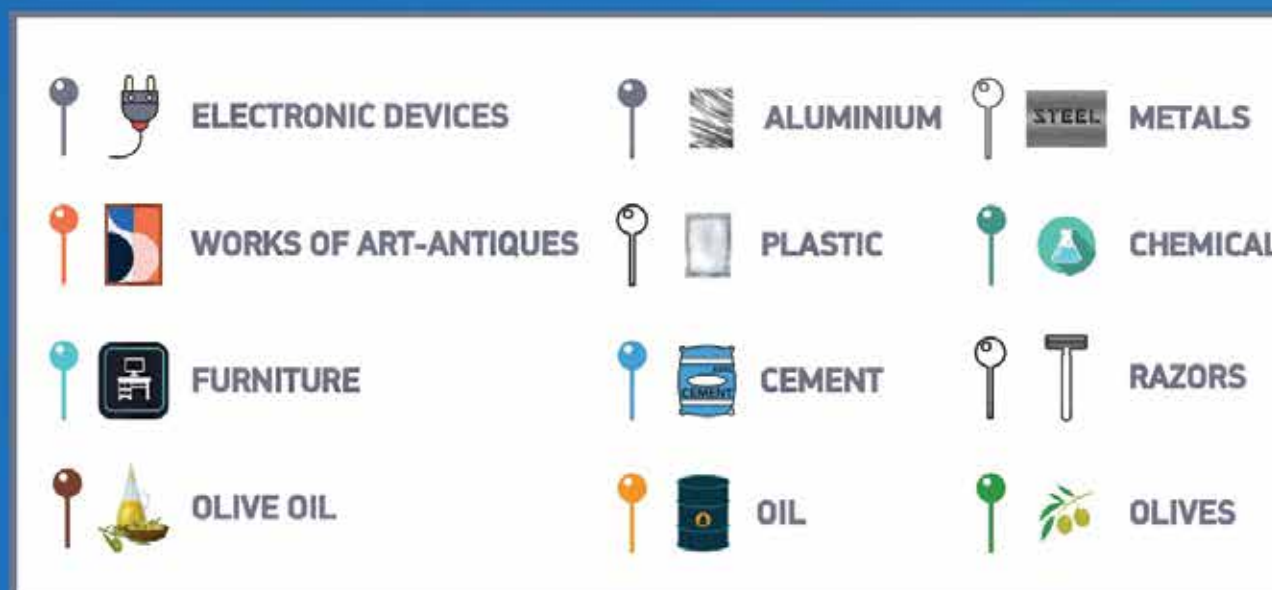 ELECTRONIC DEVICES
ALUMINIUM
STEEL
METALS
WORKS OF ART-ANTIQUES
PLASTIC
CHEMICAL
FURNITURE
CEMENT
CEMENT
RAZORS
OLIVE OIL
OIL
OLIVES